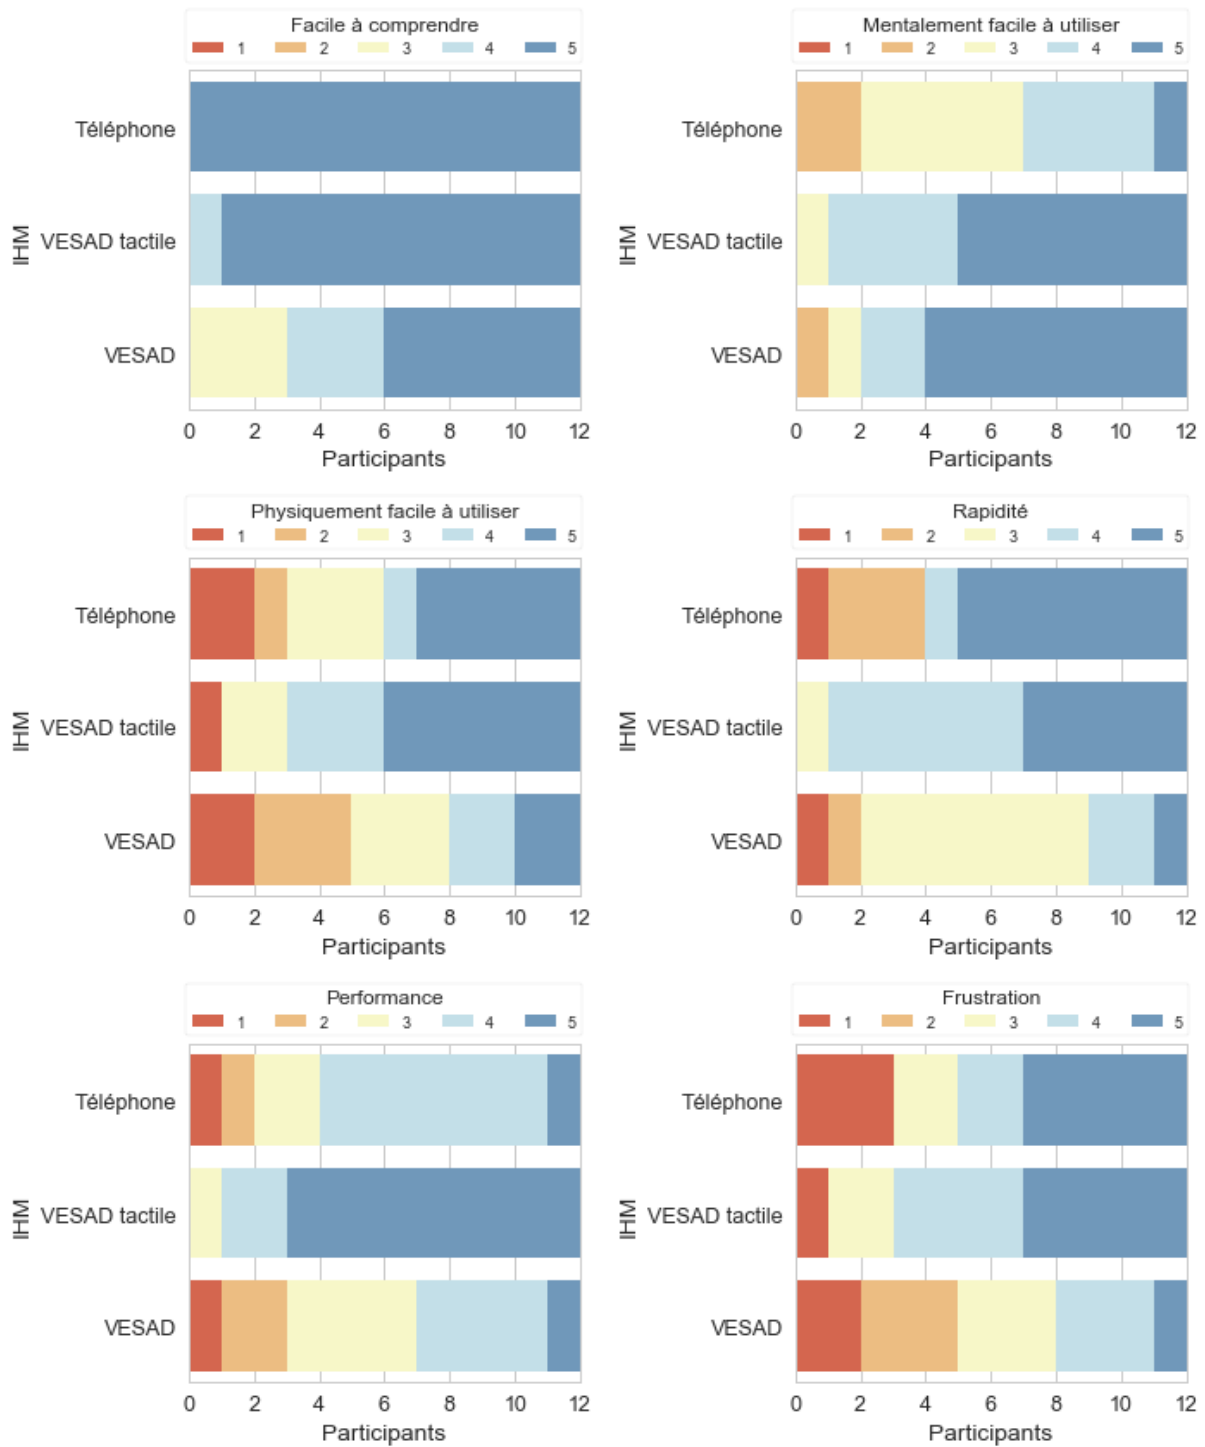 Facile à comprendre
1 2 3 4 5
Téléphone
VESAD tactile
VESAD
IHM
0 2 4 6 8 10 12
Participants
Mentalement facile à utiliser
1 2 3 4 5
Téléphone
VESAD tactile
VESAD
IHM
0 2 4 6 8 10 12
Participants
Physiquement facile à utiliser
1 2 3 4 5
Téléphone
VESAD tactile
VESAD
IHM
0 2 4 6 8 10 12
Participants
Rapidité
1 2 3 4 5
Téléphone
VESAD tactile
VESAD
IHM
0 2 4 6 8 10 12
Participants
Performance
1 2 3 4 5
Téléphone
VESAD tactile
VESAD
IHM
0 2 4 6 8 10 12
Participants
Frustration
1 2 3 4 5
Téléphone
VESAD tactile
VESAD
IHM
0 2 4 6 8 10 12
Participants